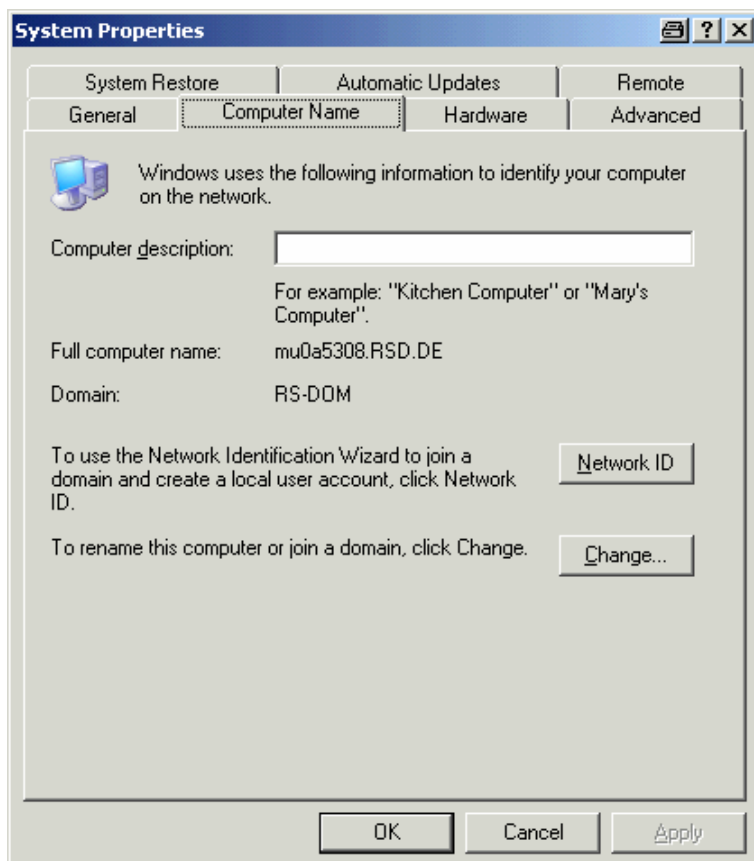 System Properties
System Restore
Automatic Updates
Remote
General
Computer Name
Hardware
Advanced
Windows uses the following information to identify your computer
on the network.
Computer description:
For example: "Kitchen Computer" or "Mary's
Computer".
Full computer name:
mu0a5308.RSD.DE
Domain:
RS-DOM
To use the Network Identification Wizard to join a
domain and create a local user account, click Network
ID.
Network ID
To rename this computer or join a domain, click Change.
Change...
OK
Cancel
Apply